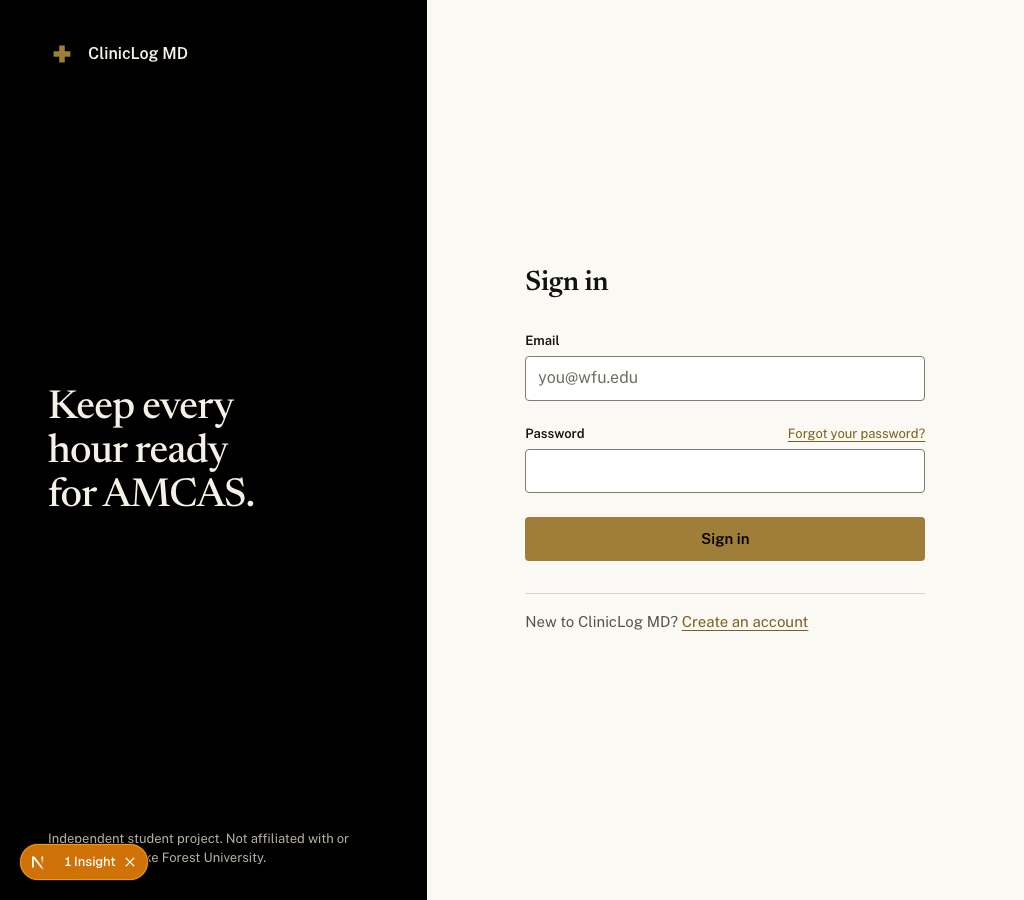 ClinicLog MD
Keep every
hour ready
for AMCAS.
Independent student project. Not affiliated with or
Forest University.
1 Insight
Sign in
Email
you@wfu.edu
Password
Forgot your password?
Sign in
New to ClinicLog MD? Create an account